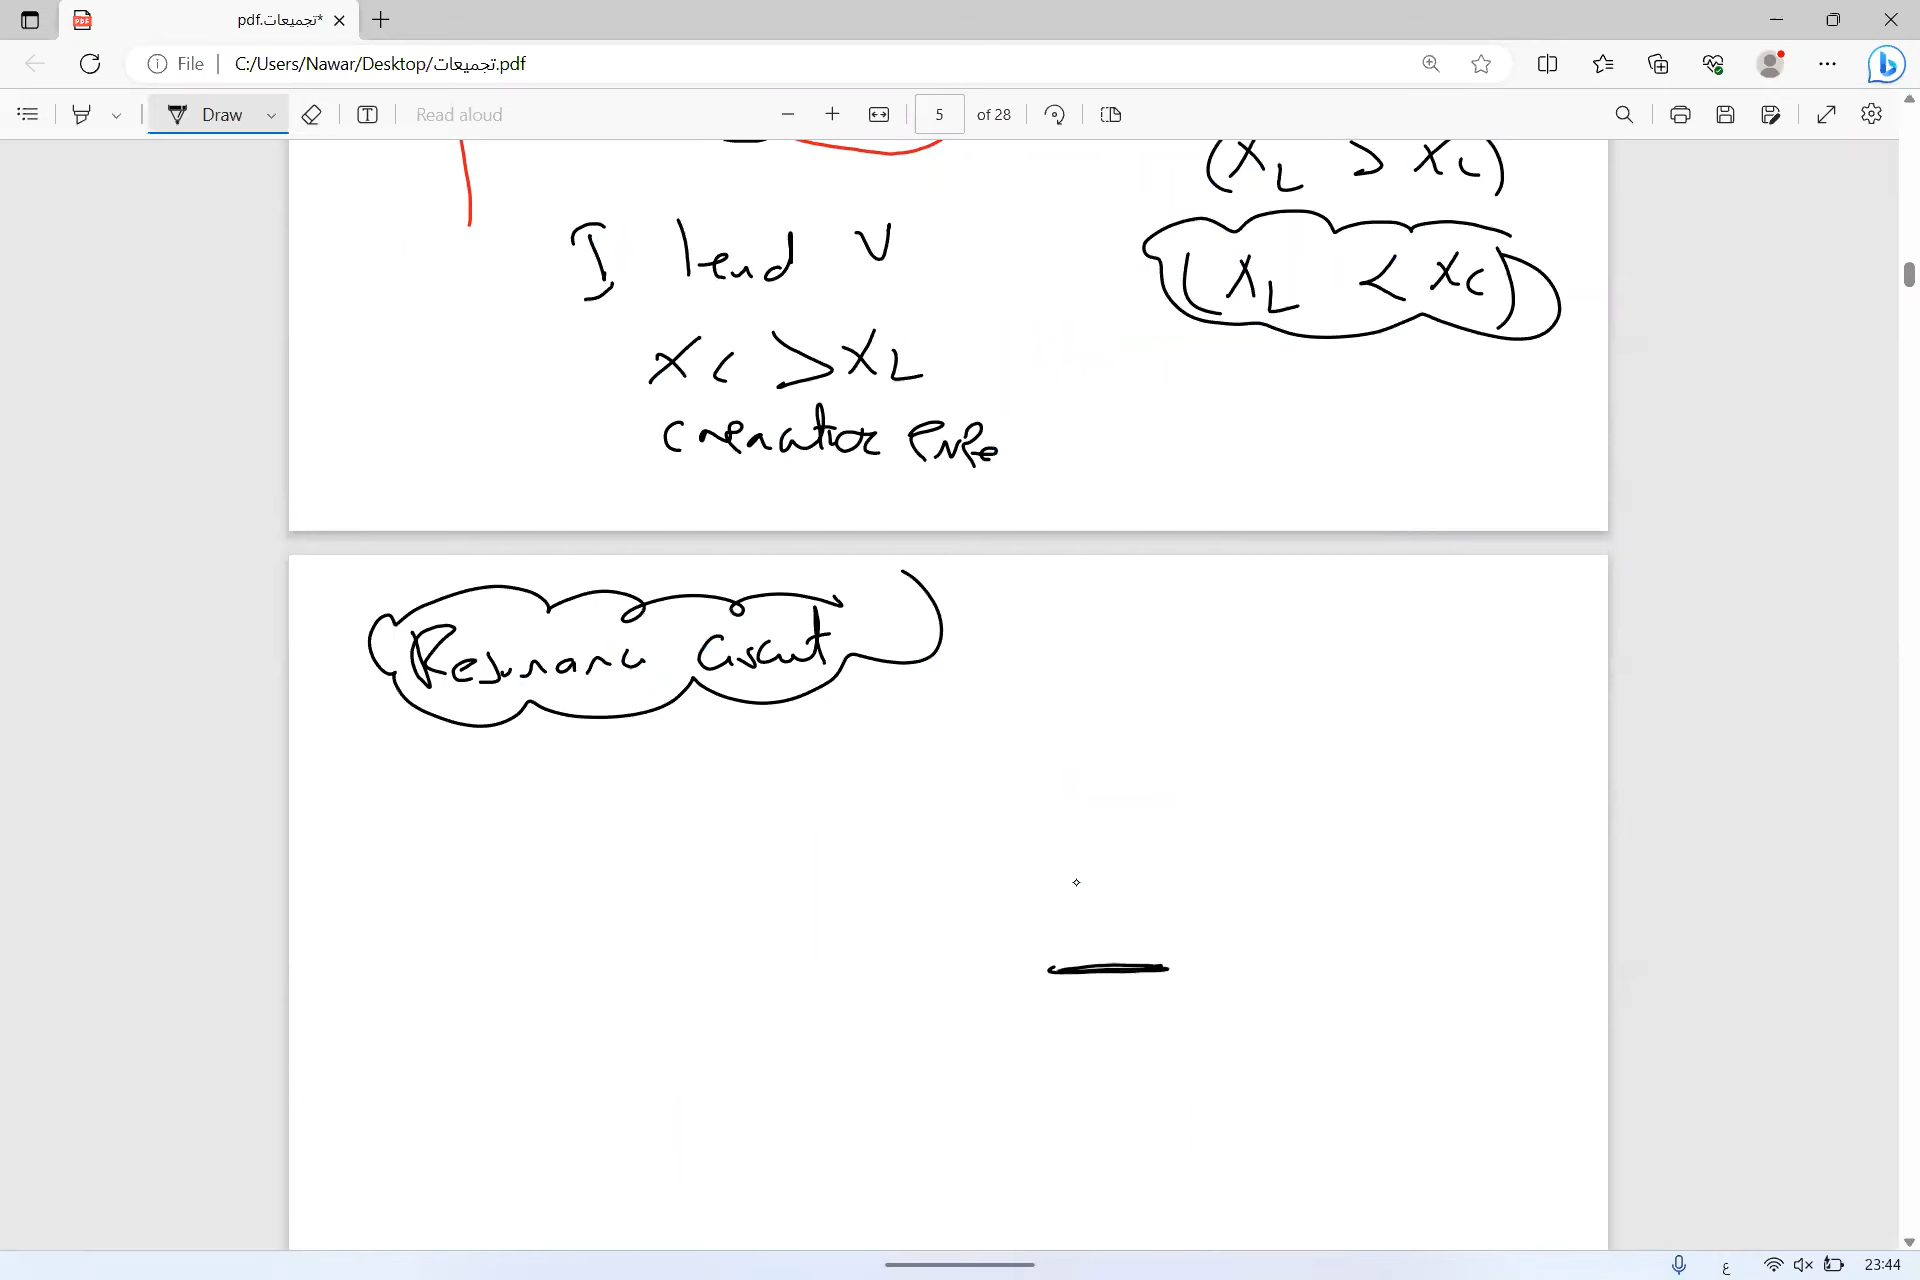 تجميعات.pdf*
File C:/Users/Nawar/Desktop/تجميعات.pdf
Draw Read aloud 5 of 28
(XL > XC)
I lead V
(XL < XC)
XC > XL
Resonance Circuit
ع 23:44